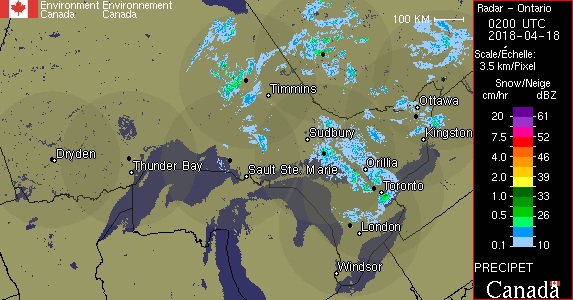 Environment Environnement
Canada Canada
100 KM
Timmins
Ottawa
Sudbury
Kingston
Dryden
Thunder Bay
Sault Ste. Marie
Orillia
Toronto
London
Windsor
Radar - Ontario
0200 UTC
2018-04-18
Scale/Échelle:
3.5 km/Pixel
Snow/Neige
cm/hr dBZ
20 61
7.5 52
4.0 46
2.0 39
1.0 33
0.5 26
0.1 10
PRECIPET
Canada